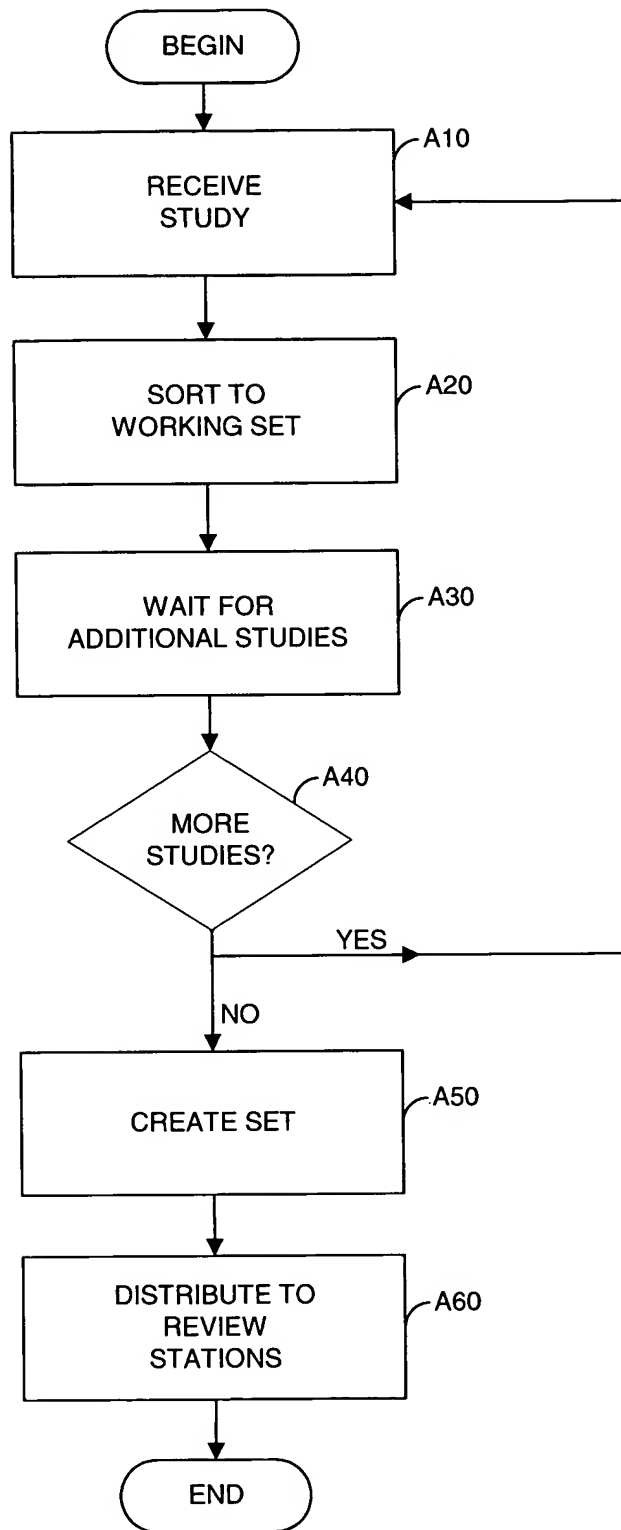 BEGIN
A10
RECEIVE
STUDY
A20
SORT TO
WORKING SET
A30
WAIT FOR
ADDITIONAL STUDIES
A40
MORE
STUDIES?
YES
NO
A50
CREATE SET
A60
DISTRIBUTE TO
REVIEW
STATIONS
END